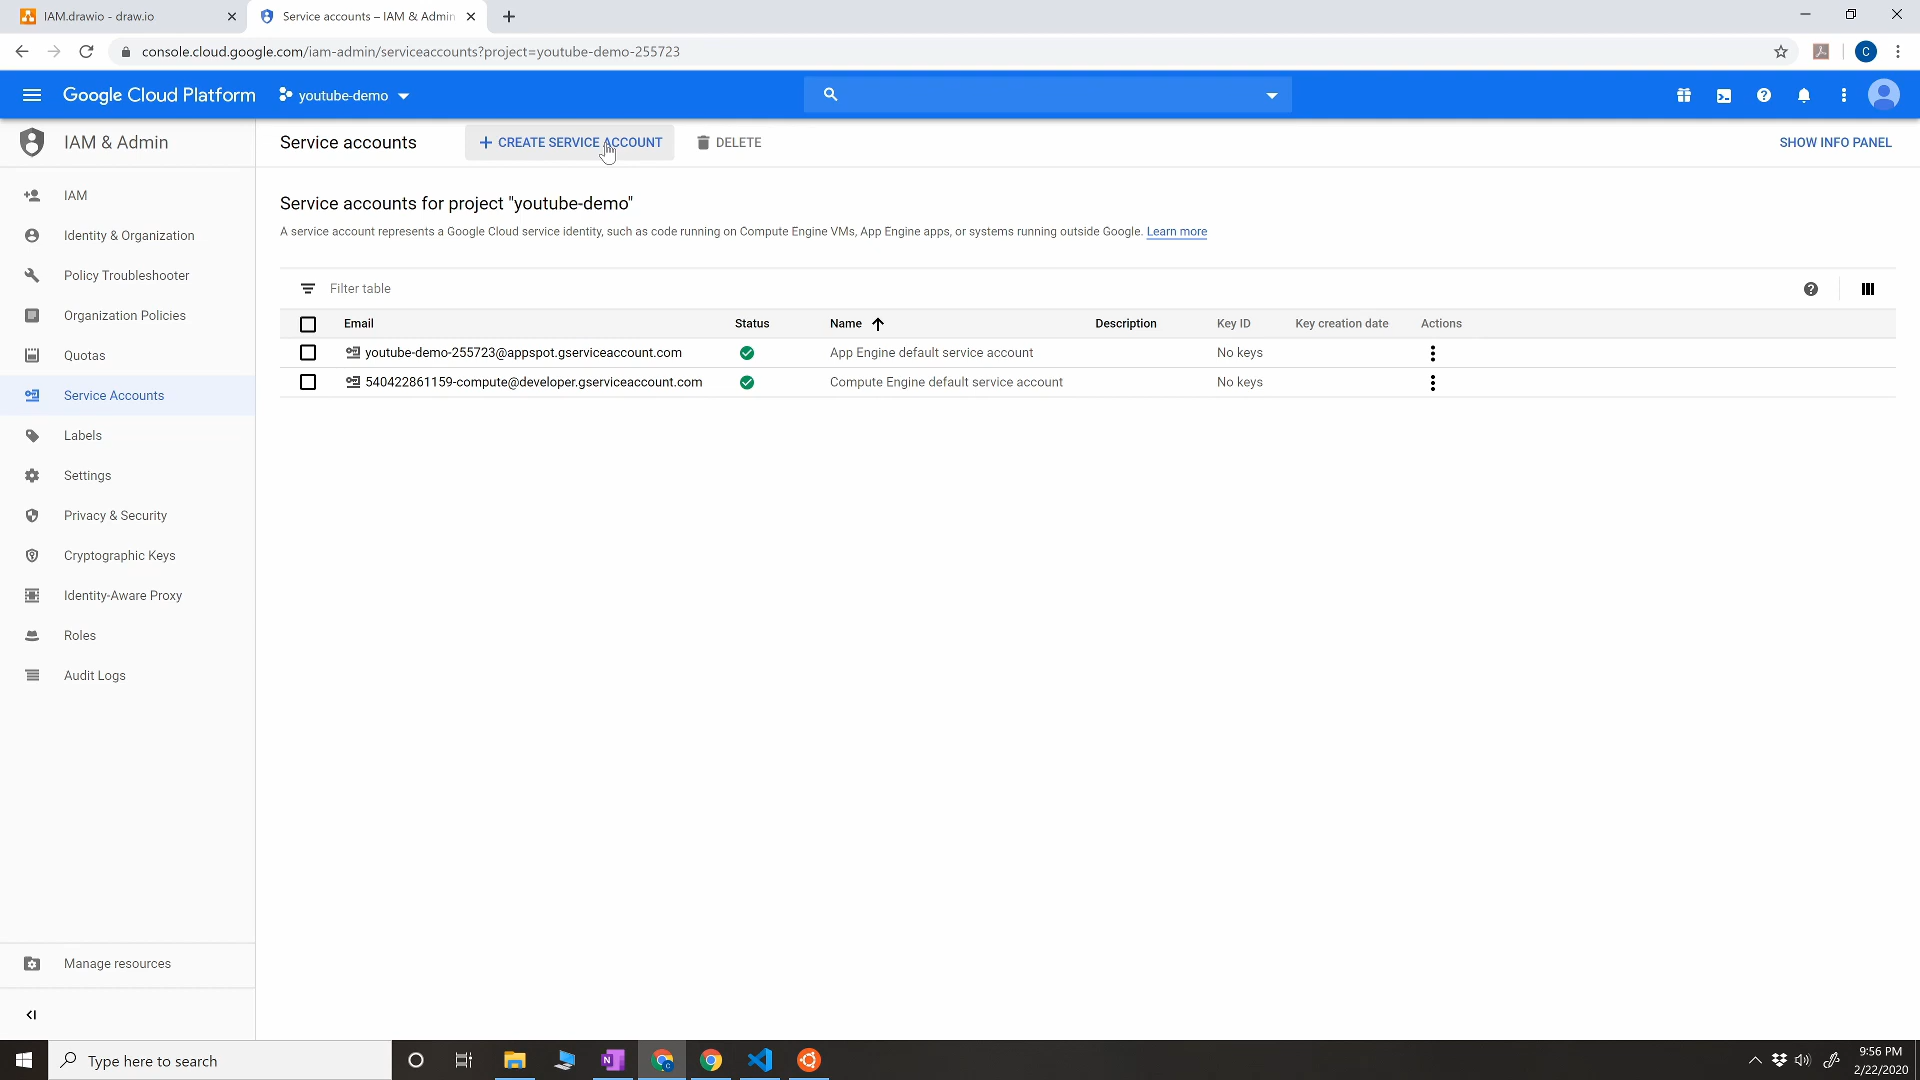 IAM.drawio - draw.io
Service accounts – IAM & Admin
console.cloud.google.com/iam-admin/serviceaccounts?project=youtube-demo-255723
C
Google Cloud Platform
youtube-demo
IAM & Admin
Service accounts
CREATE SERVICE ACCOUNT
DELETE
SHOW INFO PANEL
IAM
Identity & Organization
Policy Troubleshooter
Organization Policies
Quotas
Service Accounts
Labels
Settings
Privacy & Security
Cryptographic Keys
Identity-Aware Proxy
Roles
Audit Logs
Manage resources
Service accounts for project "youtube-demo"
A service account represents a Google Cloud service identity, such as code running on Compute Engine VMs, App Engine apps, or systems running outside Google. Learn more
Filter table
Email Status Name Description Key ID Key creation date Actions
youtube-demo-255723@appspot.gserviceaccount.com App Engine default service account No keys
540422861159-compute@developer.gserviceaccount.com Compute Engine default service account No keys
Type here to search
9:56 PM
2/22/2020